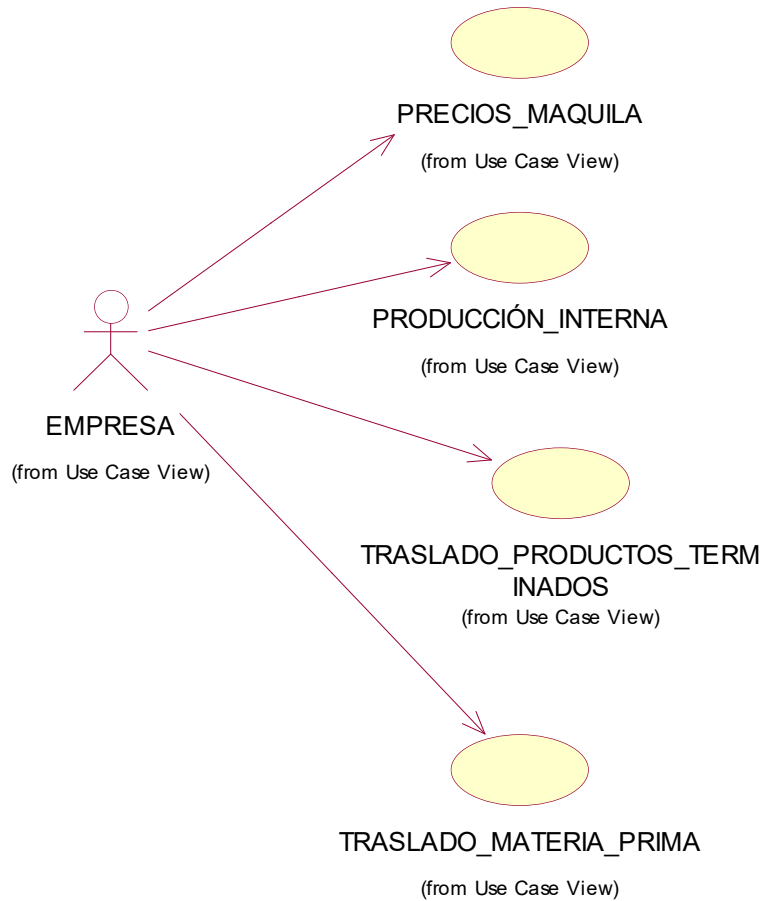 PRECIOS_MAQUILA
(from Use Case View)
PRODUCCIÓN_INTERNA
(from Use Case View)
EMPRESA
(from Use Case View)
TRASLADO_PRODUCTOS_TERM
INADOS
(from Use Case View)
TRASLADO_MATERIA_PRIMA
(from Use Case View)